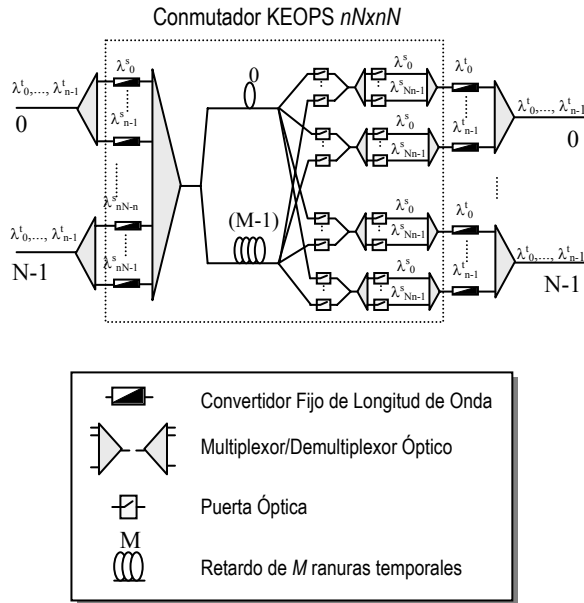 Conmutador KEOPS nNxnN
λ^t_0,..., λ^t_n-1
0
λ^s_0
λ^s_n-1
λ^s_nN-n
λ^s_nN-1
λ^t_0,..., λ^t_n-1
N-1
0
(M-1)
λ^s_0
λ^s_Nn-1
λ^s_0
λ^s_Nn-1
λ^s_0
λ^s_Nn-1
λ^s_0
λ^s_Nn-1
λ^t_0
λ^t_n-1
λ^t_0
λ^t_n-1
λ^t_0,..., λ^t_n-1
0
λ^t_0,..., λ^t_n-1
N-1
Convertidor Fijo de Longitud de Onda
Multiplexor/Demultiplexor Óptico
Puerta Óptica
M
Retardo de M ranuras temporales